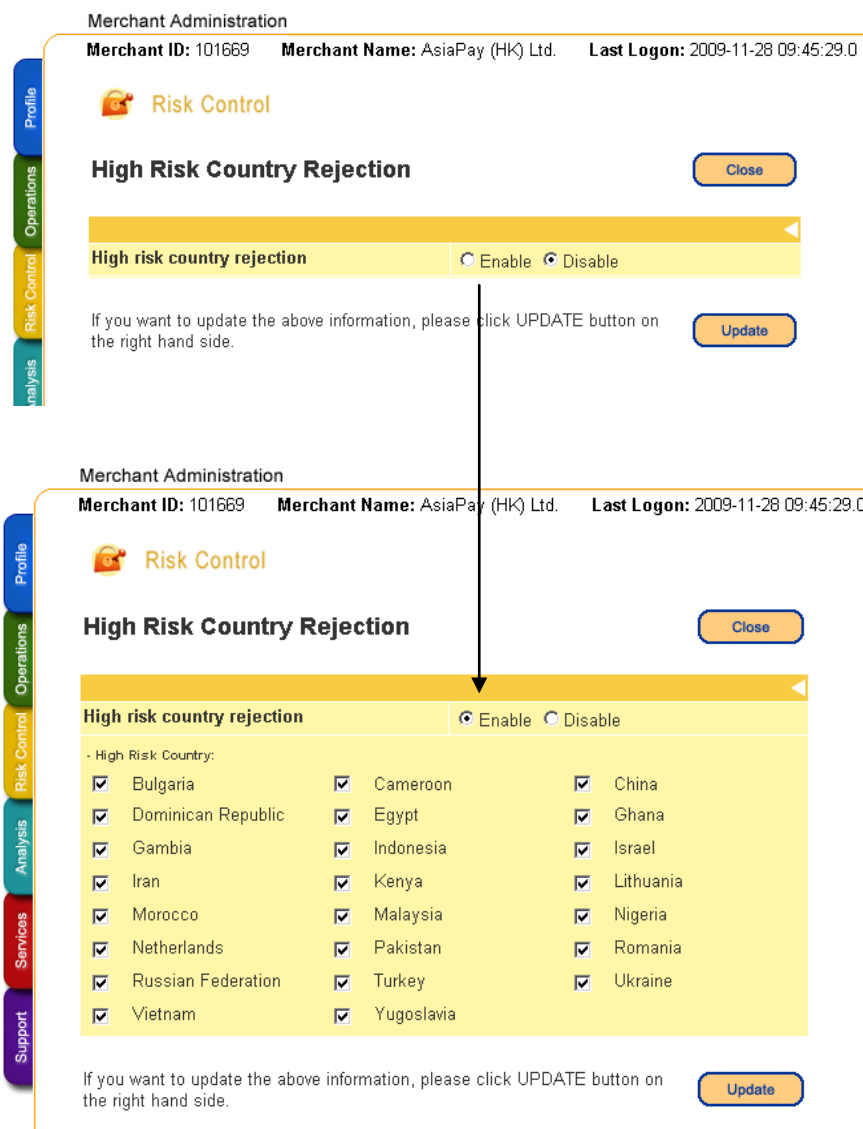 Merchant Administration
Merchant ID: 101669 Merchant Name: AsiaPay (HK) Ltd. Last Logon: 2009-11-28 09:45:29.0
Profile
Operations
Risk Control
Analysis
Risk Control
High Risk Country Rejection
Close
High risk country rejection Enable Disable
If you want to update the above information, please click UPDATE button on
the right hand side.
Update
Merchant Administration
Merchant ID: 101669 Merchant Name: AsiaPay (HK) Ltd. Last Logon: 2009-11-28 09:45:29.0
Profile
Operations
Risk Control
Analysis
Services
Support
Risk Control
High Risk Country Rejection
Close
High risk country rejection Enable Disable
- High Risk Country:
Bulgaria Cameroon China
Dominican Republic Egypt Ghana
Gambia Indonesia Israel
Iran Kenya Lithuania
Morocco Malaysia Nigeria
Netherlands Pakistan Romania
Russian Federation Turkey Ukraine
Vietnam Yugoslavia
If you want to update the above information, please click UPDATE button on
the right hand side.
Update